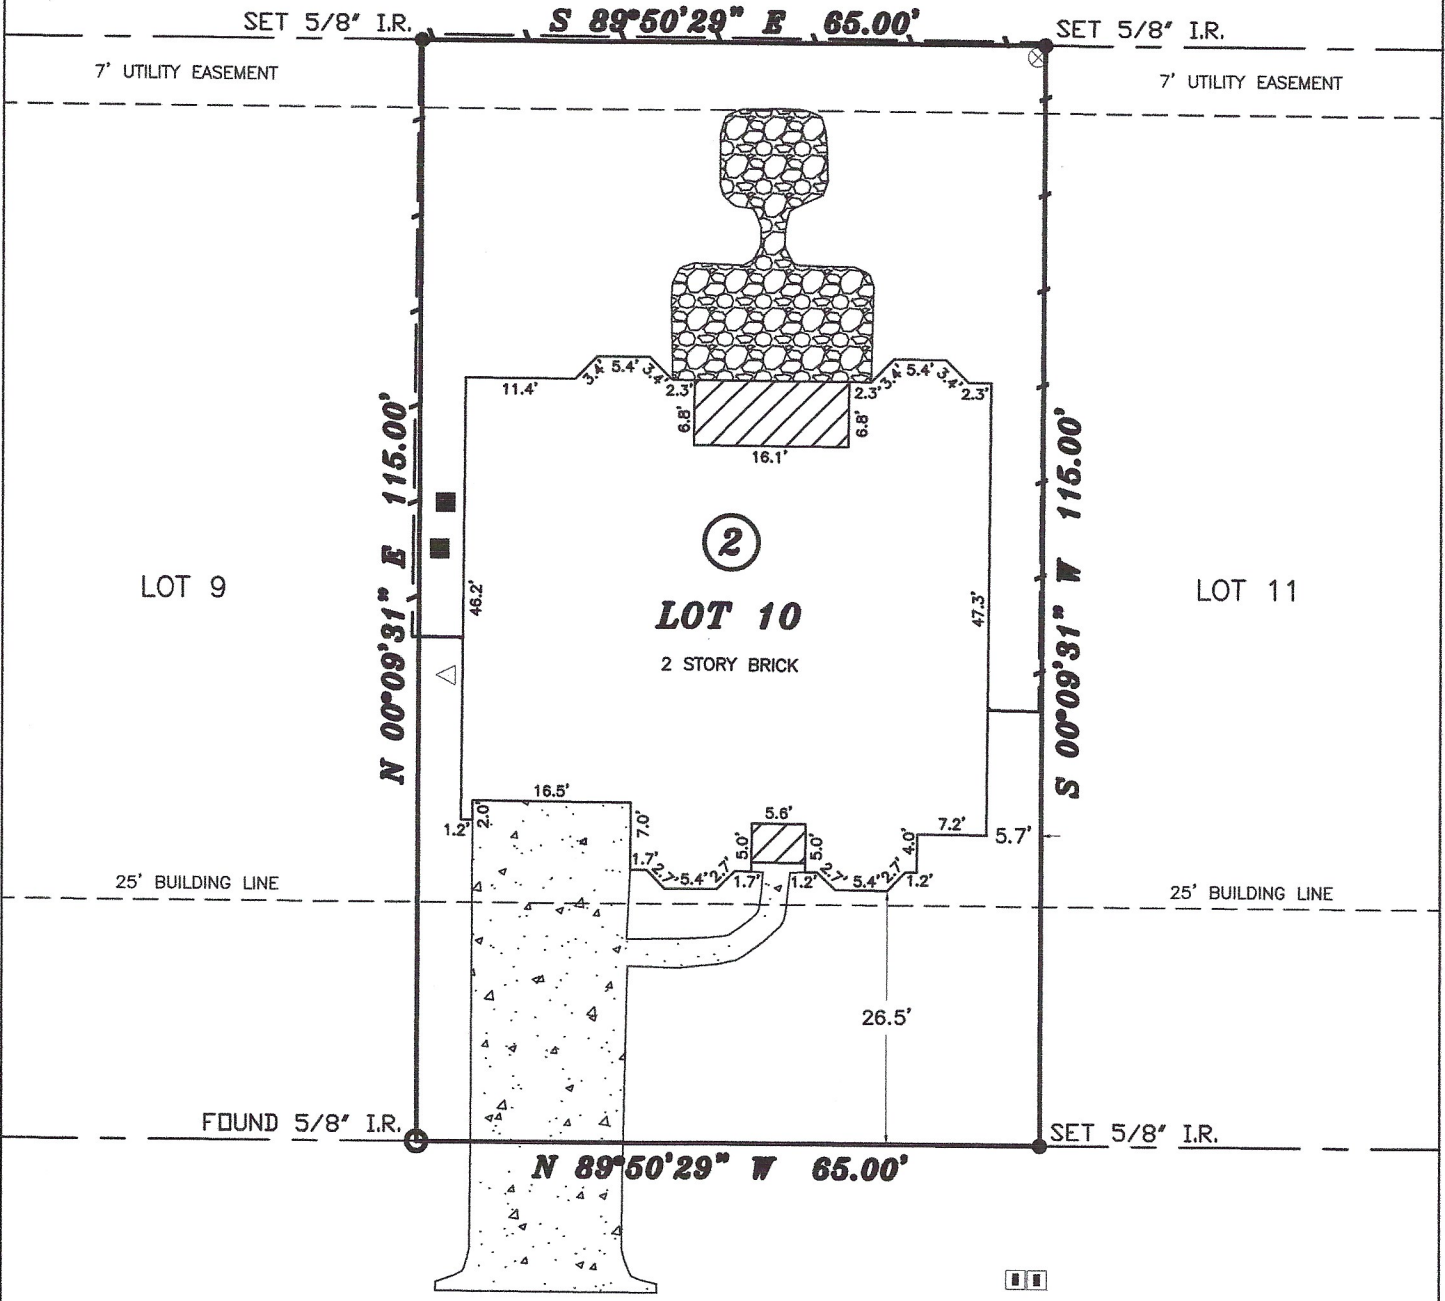 SET 5/8" I.R.
S 89°50'29" E 65.00'
SET 5/8" I.R.
7' UTILITY EASEMENT
7' UTILITY EASEMENT
11.4'
3.4'
5.4'
3.4'
2.3'
2.3'
3.4'
5.4'
3.4'
2.3'
6.8'
6.8'
16.1'
N 00°09'31" E 115.00'
S 00°09'31" W 115.00'
2
LOT 9
46.2'
LOT 10
47.3'
LOT 11
2 STORY BRICK
16.5'
1.2'
2.0'
7.0'
5.6'
5.0'
5.0'
4.0'
7.2'
5.7'
1.7'
2.7'
5.4'
2.7'
1.7'
1.2'
2.7'
5.4'
2.7'
1.2'
25' BUILDING LINE
25' BUILDING LINE
26.5'
FOUND 5/8" I.R.
SET 5/8" I.R.
N 89°50'29" W 65.00'